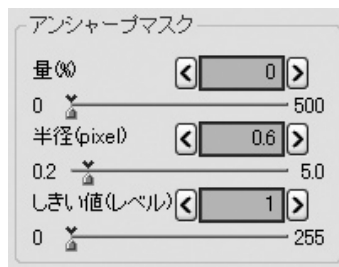 アンシャープマスク
量(%) 0
0 500
半径(pixel) 0.6
0.2 5.0
しきい値(レベル) 1
0 255